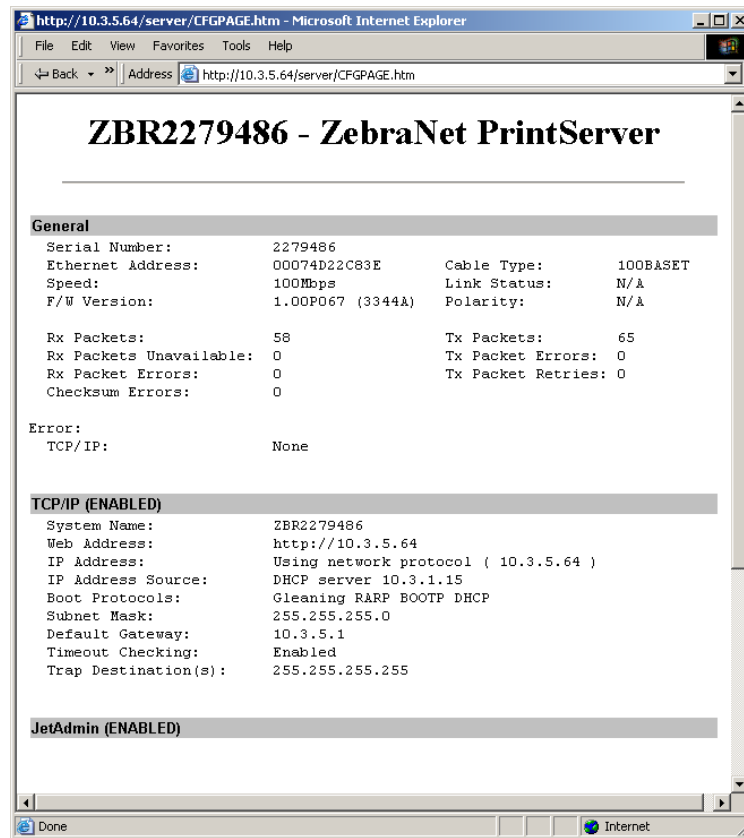 http://10.3.5.64/server/CFGPAGE.htm - Microsoft Internet Explorer
File Edit View Favorites Tools Help
Back » Address http://10.3.5.64/server/CFGPAGE.htm
ZBR2279486 - ZebraNet PrintServer
General
Serial Number: 2279486
Ethernet Address: 00074D22C83E Cable Type: 100BASET
Speed: 100Mbps Link Status: N/A
F/W Version: 1.00P067 (3344A) Polarity: N/A
Rx Packets: 58 Tx Packets: 65
Rx Packets Unavailable: 0 Tx Packet Errors: 0
Rx Packet Errors: 0 Tx Packet Retries: 0
Checksum Errors: 0
Error:
TCP/IP: None
TCP/IP (ENABLED)
System Name: ZBR2279486
Web Address: http://10.3.5.64
IP Address: Using network protocol ( 10.3.5.64 )
IP Address Source: DHCP server 10.3.1.15
Boot Protocols: Gleaning RARP BOOTP DHCP
Subnet Mask: 255.255.255.0
Default Gateway: 10.3.5.1
Timeout Checking: Enabled
Trap Destination(s): 255.255.255.255
JetAdmin (ENABLED)
Done Internet